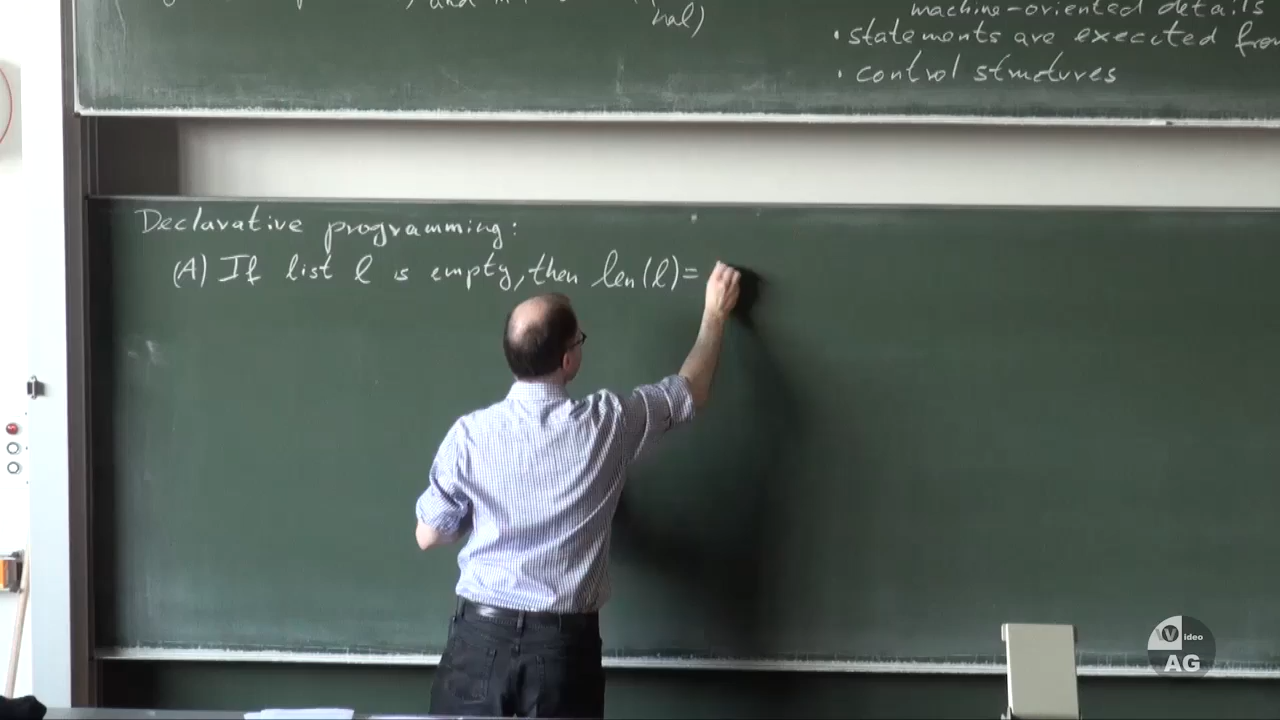 machine-oriented details
and
nal)
• statements are executed from
• control structures
Declarative programming:
(A) If list l is empty, then len(l)=
Video
AG